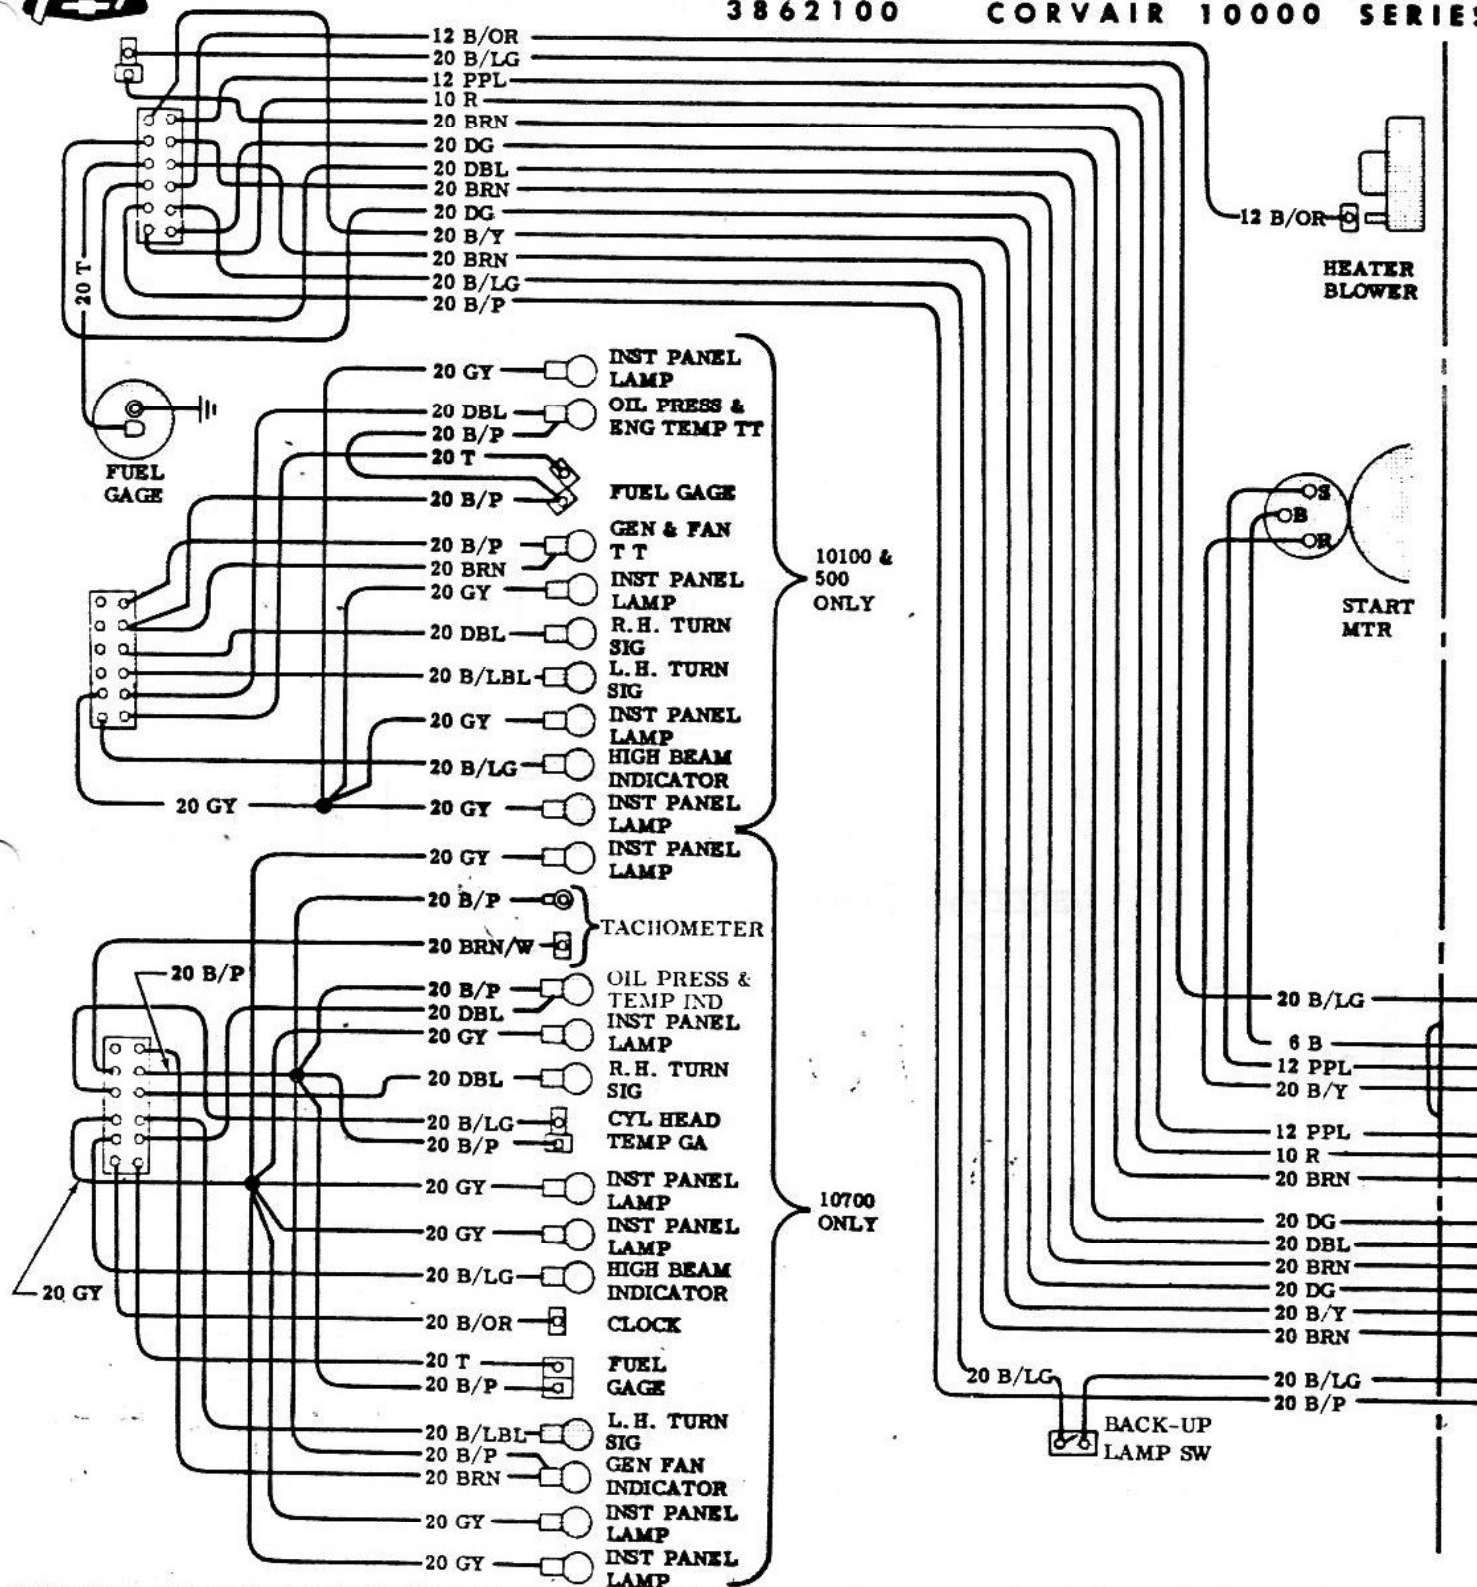 3862100 CORVAIR 10000 SERIES
12 B/OR
20 B/LG
12 PPL
10 R
20 BRN
20 DG
20 DBL
20 BRN
20 DG
20 B/Y
20 BRN
20 B/LG
20 B/P
20 T
12 B/OR
HEATER
BLOWER
FUEL
GAGE
20 GY
INST PANEL
LAMP
20 DBL
20 B/P
OIL PRESS &
ENG TEMP TT
20 T
20 B/P
FUEL GAGE
20 B/P
20 BRN
GEN & FAN
T T
20 GY
INST PANEL
LAMP
20 DBL
R.H. TURN
SIG
20 B/LBL
L.H. TURN
SIG
20 GY
INST PANEL
LAMP
20 B/LG
HIGH BEAM
INDICATOR
20 GY
20 GY
INST PANEL
LAMP
10100 &
500
ONLY
S
B
R
START
MTR
20 GY
INST PANEL
LAMP
20 B/P
20 BRN/W
TACHOMETER
20 B/P
20 B/P
20 DBL
OIL PRESS &
TEMP IND
20 GY
INST PANEL
LAMP
20 DBL
R.H. TURN
SIG
20 B/LG
20 B/P
CYL HEAD
TEMP GA
20 GY
INST PANEL
LAMP
20 GY
INST PANEL
LAMP
20 B/LG
HIGH BEAM
INDICATOR
20 GY
20 B/OR
CLOCK
20 T
20 B/P
FUEL
GAGE
20 B/LBL
L.H. TURN
SIG
20 B/P
20 BRN
GEN FAN
INDICATOR
20 GY
INST PANEL
LAMP
20 GY
INST PANEL
LAMP
10700
ONLY
20 B/LG
6 B
12 PPL
20 B/Y
12 PPL
10 R
20 BRN
20 DG
20 DBL
20 BRN
20 DG
20 B/Y
20 BRN
20 B/LG
20 B/LG
20 B/P
BACK-UP
LAMP SW